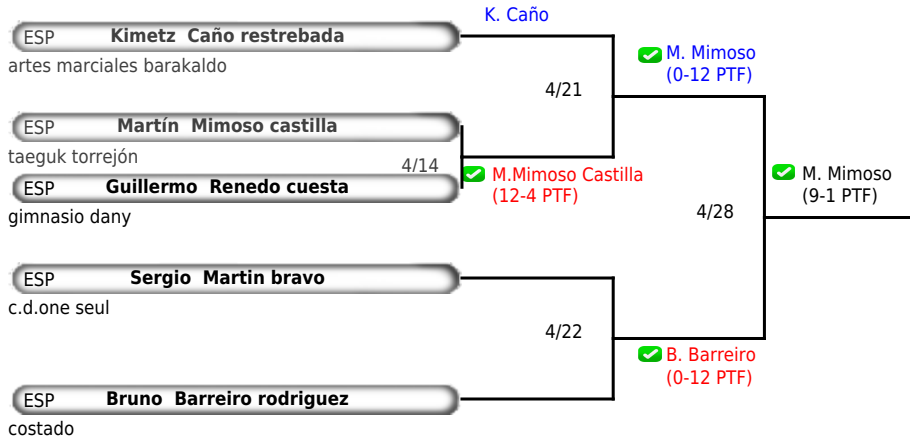 K. Caño
ESP Kimetz Caño restrebada
artes marciales barakaldo
M. Mimoso
(0-12 PTF)
4/21
ESP Martín Mimoso castilla
taeguk torrejón
4/14
M.Mimoso Castilla
(12-4 PTF)
M. Mimoso
(9-1 PTF)
ESP Guillermo Renedo cuesta
gimnasio dany
4/28
ESP Sergio Martin bravo
c.d.one seul
4/22
B. Barreiro
(0-12 PTF)
ESP Bruno Barreiro rodriguez
costado